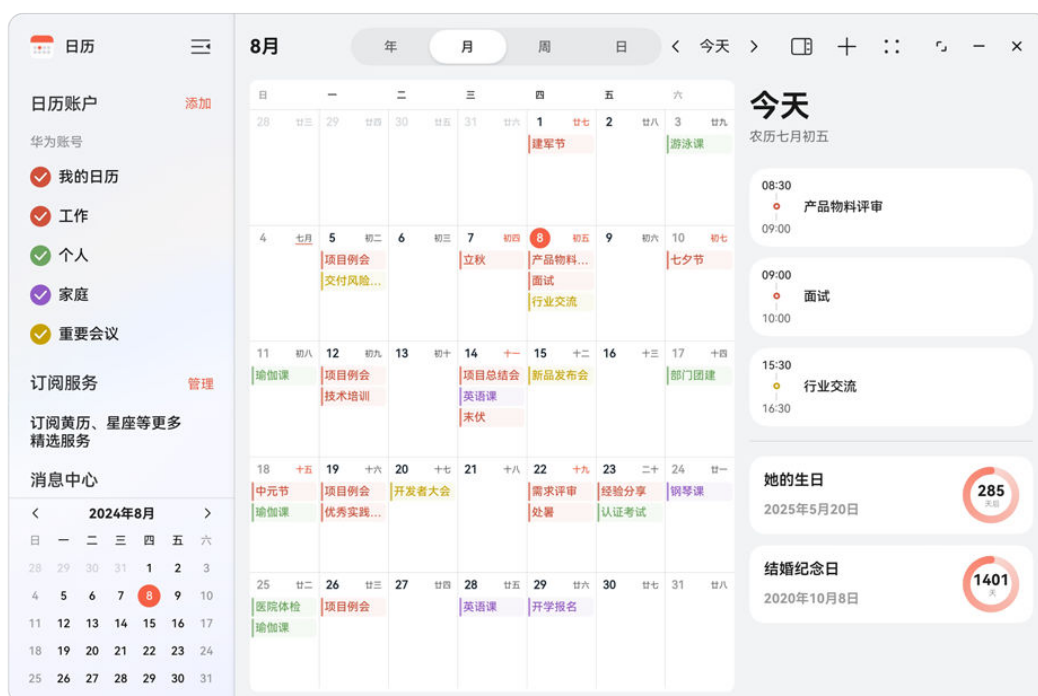 日历
日历账户 添加
华为账号
我的日历
工作
个人
家庭
重要会议
订阅服务 管理
订阅黄历、星座等更多
精选服务
消息中心
2024年8月
日 一 二 三 四 五 六
28 29 30 31 1 2 3
4 5 6 7 8 9 10
11 12 13 14 15 16 17
18 19 20 21 22 23 24
25 26 27 28 29 30 31
8月 年 月 周 日 今天
日 一 二 三 四 五 六
28 廿三 29 廿四 30 廿五 31 廿六 1 廿七 2 廿八 3 廿九
建军节 游泳课
4 七月 5 初二 6 初三 7 初四 8 初五 9 初六 10 初七
项目例会 立秋 产品物料... 七夕节
交付风险... 面试
行业交流
11 初八 12 初九 13 初十 14 十一 15 十二 16 十三 17 十四
瑜伽课 项目例会 项目总结会 新品发布会 部门团建
技术培训 英语课
末伏
18 十五 19 十六 20 十七 21 十八 22 十九 23 二十 24 廿一
中元节 项目例会 开发者大会 需求评审 经验分享 钢琴课
瑜伽课 优秀实践... 处暑 认证考试
25 廿二 26 廿三 27 廿四 28 廿五 29 廿六 30 廿七 31 廿八
医院体检 项目例会 英语课 开学报名
瑜伽课
今天
农历七月初五
08:30
产品物料评审
09:00
09:00
面试
10:00
15:30
行业交流
16:30
她的生日
2025年5月20日
285
天后
结婚纪念日
2020年10月8日
1401
天